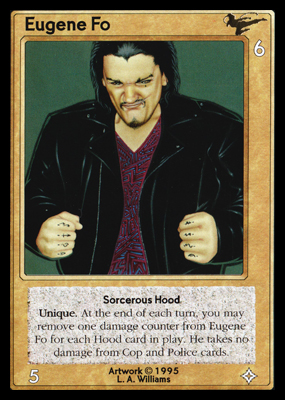 Eugene Fo
6
Sorcerous Hood
Unique. At the end of each turn, you may
remove one damage counter from Eugene
Fo for each Hood card in play. He takes no
damage from Cop and Police cards.
5
Artwork © 1995
L. A. Williams